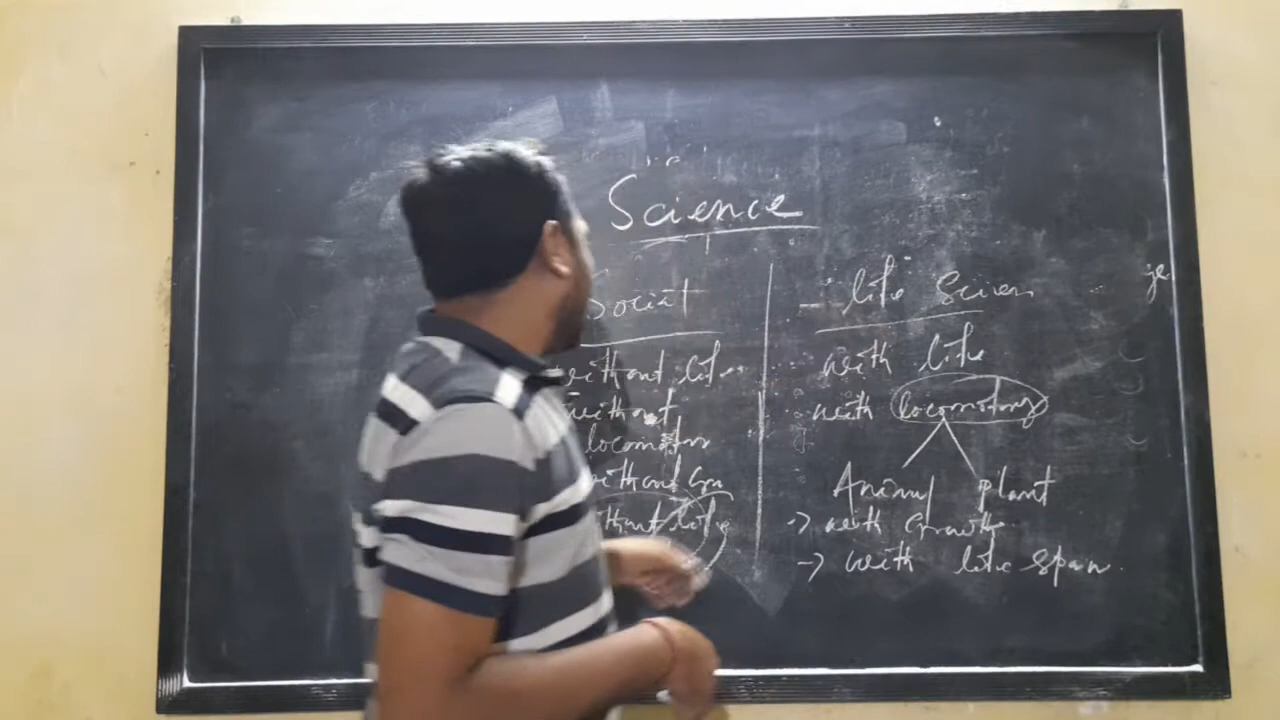 Science
Social
without life
without
locomotory
without
life Scien
with life
with locomotory
Animal plant
→ with Growth
→ with life span.